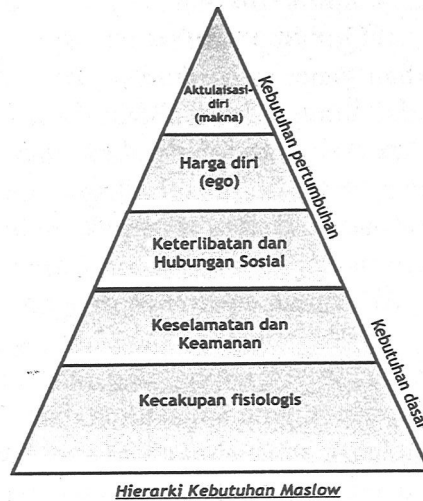 Aktulaisasi-
diri
(makna)
Harga diri
(ego)
Keterlibatan dan
Hubungan Sosial
Keselamatan dan
Keamanan
Kecakupan fisiologis
Kebutuhan pertumbuhan
Kebutuhan dasar
Hierarki Kebutuhan Maslow